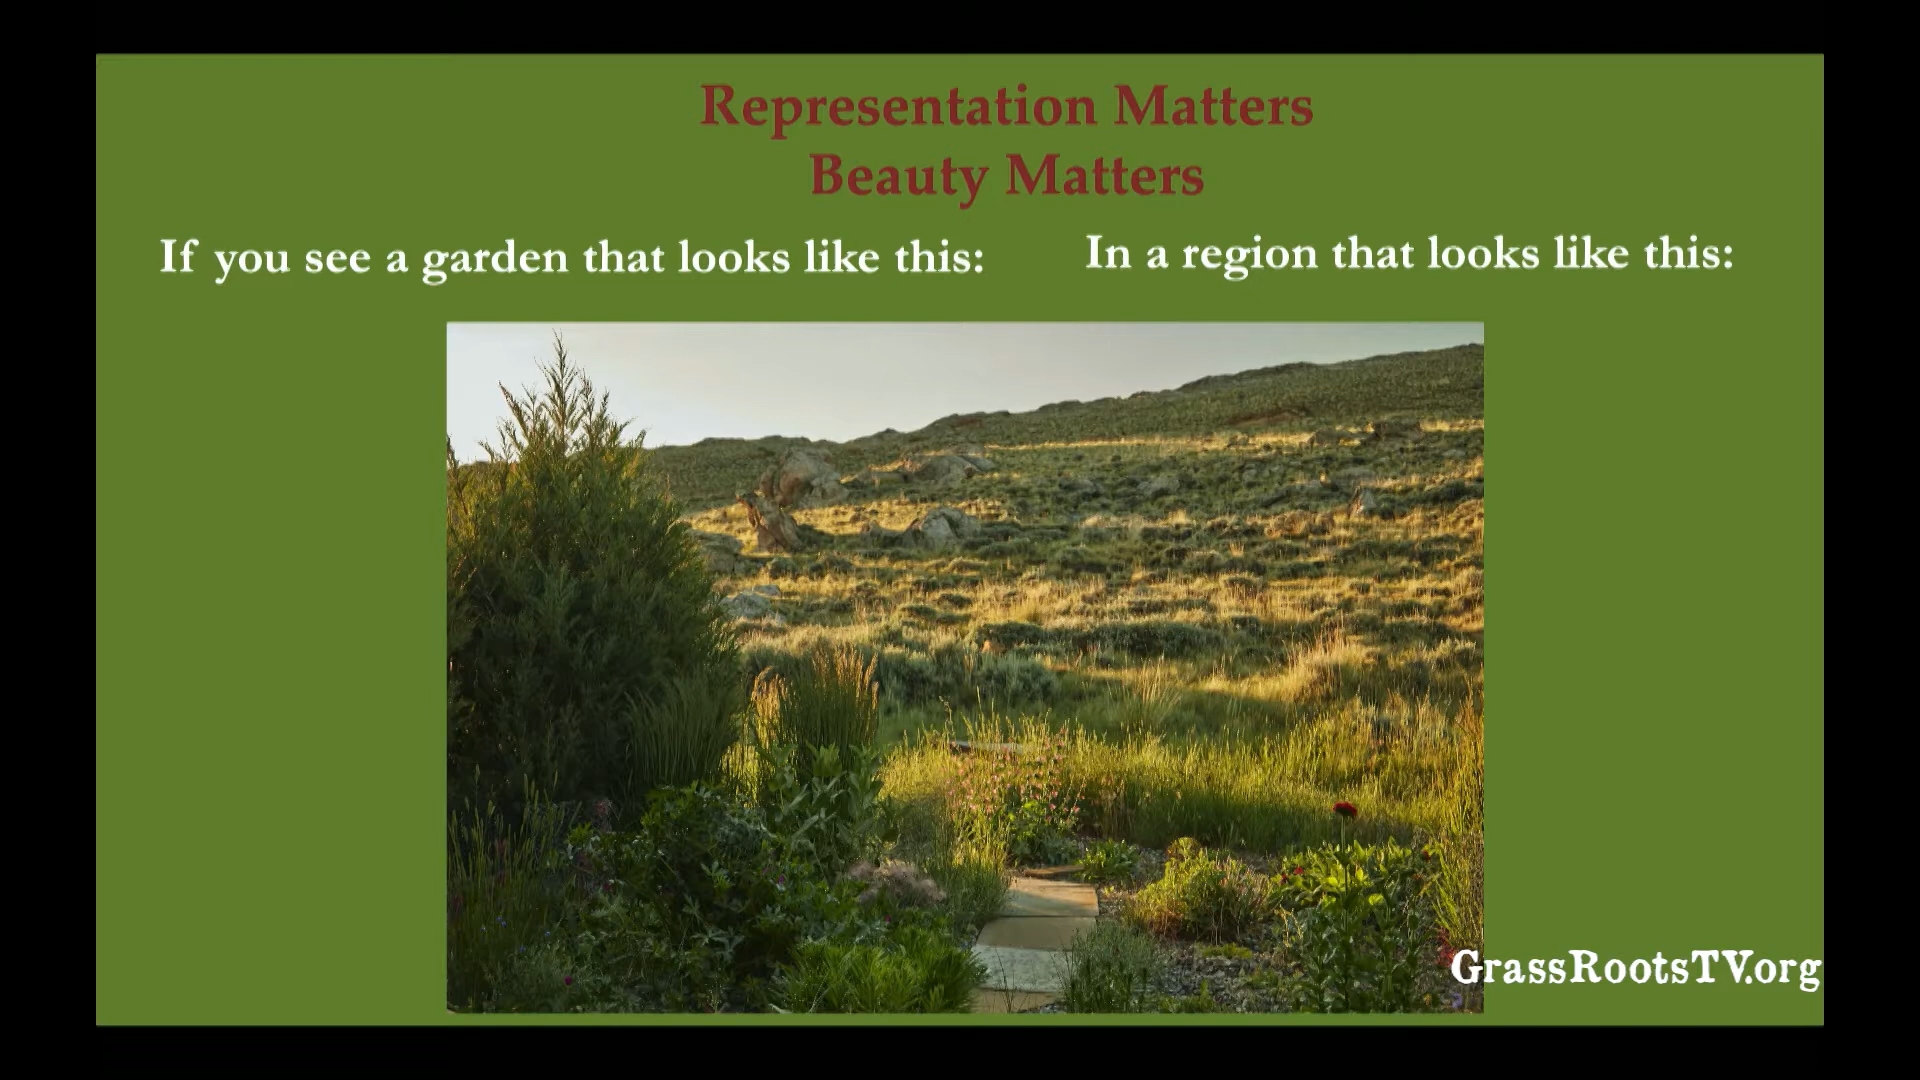 Representation Matters
Beauty Matters
If you see a garden that looks like this:
In a region that looks like this:
GrassRootsTV.org